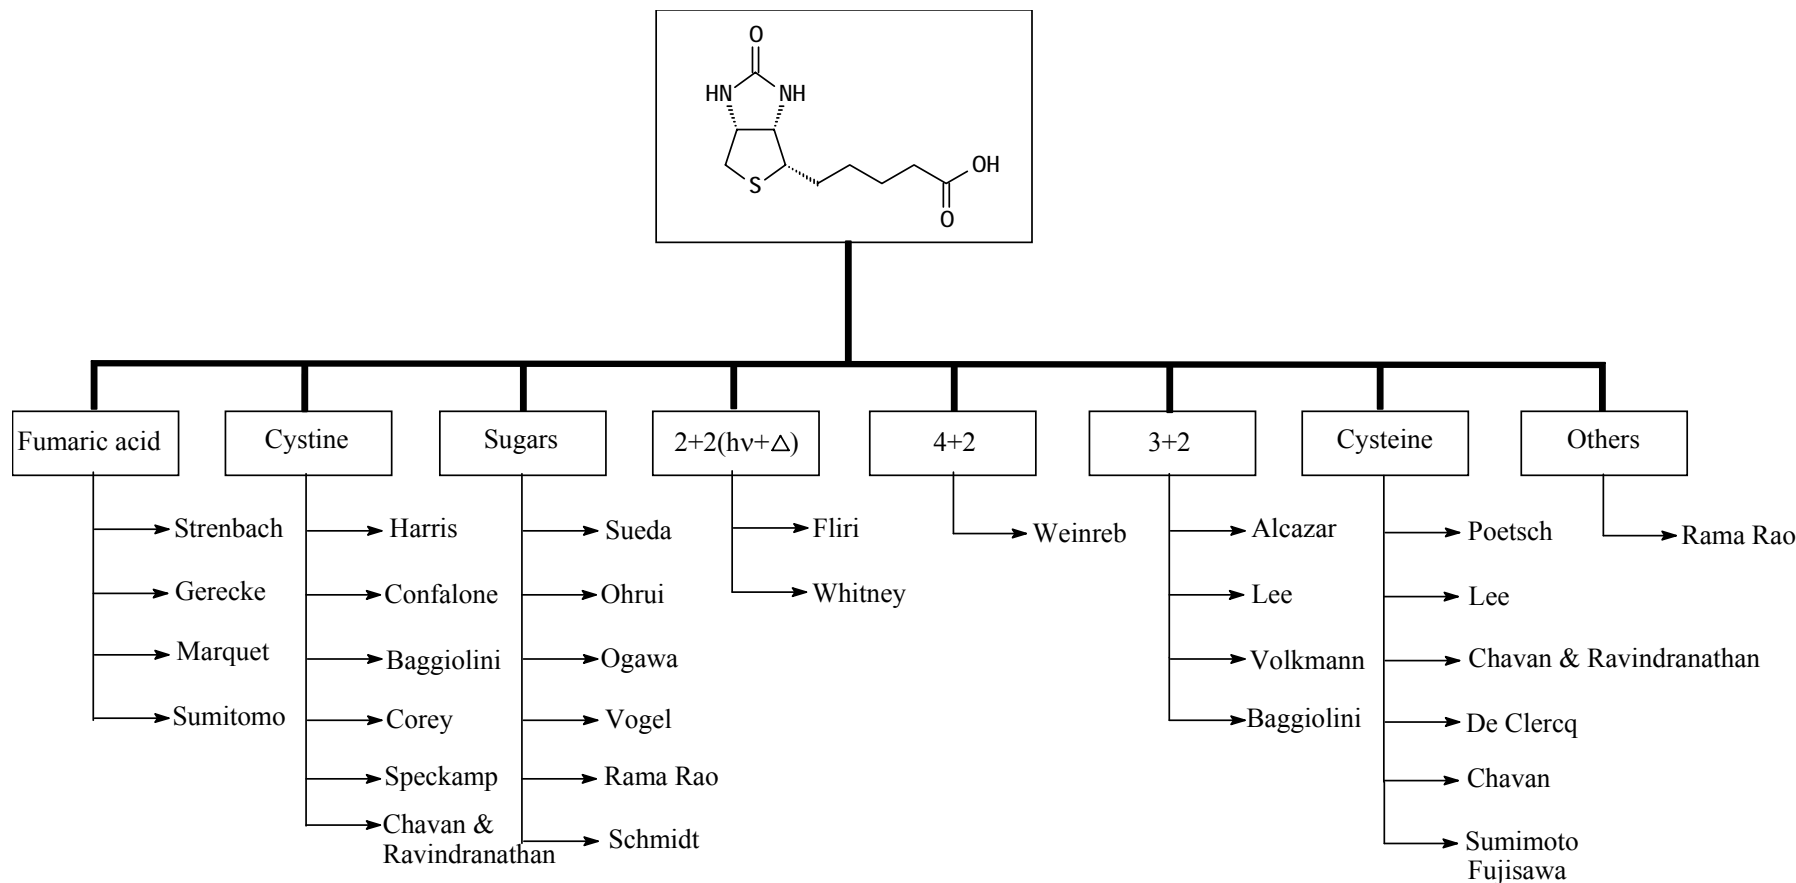 O
HN
NH
S
OH
O
Fumaric acid
Strenbach
Gerecke
Marquet
Sumitomo
Cystine
Harris
Confalone
Baggiolini
Corey
Speckamp
Chavan &
Ravindranathan
Sugars
Sueda
Ohrui
Ogawa
Vogel
Rama Rao
Schmidt
2+2(hν+△)
Fliri
Whitney
4+2
Weinreb
3+2
Alcazar
Lee
Volkmann
Baggiolini
Cysteine
Poetsch
Lee
Chavan & Ravindranathan
De Clercq
Chavan
Sumimoto
Fujisawa
Others
Rama Rao